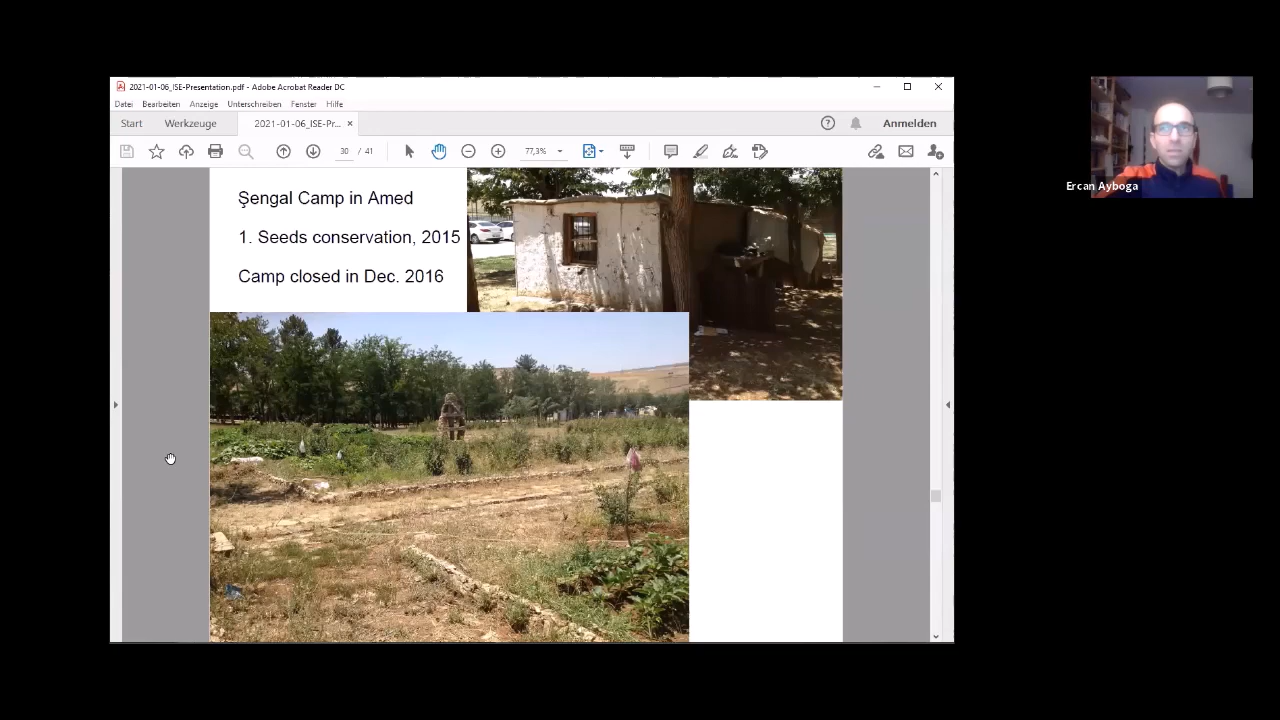 2021-01-06_ISE-Presentation.pdf - Adobe Acrobat Reader DC
Datei Bearbeiten Anzeige Unterschreiben Fenster Hilfe
Start Werkzeuge 2021-01-06_ISE-Pr... × Anmelden
30 / 41 77,3%
Şengal Camp in Amed
1. Seeds conservation, 2015
Camp closed in Dec. 2016
Ercan Ayboga